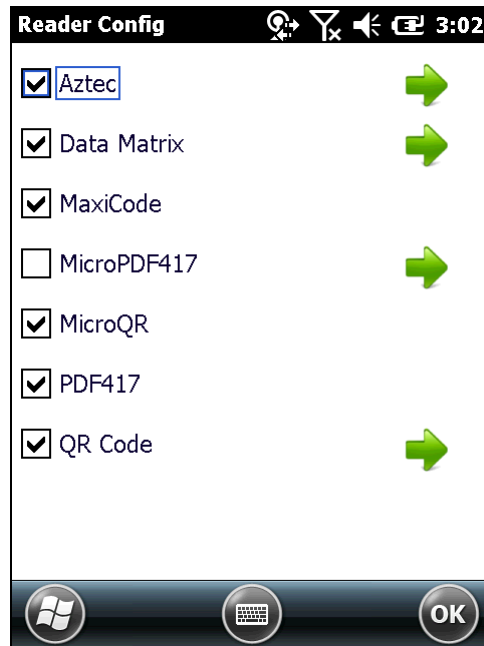 Reader Config 3:02
Aztec
Data Matrix
MaxiCode
MicroPDF417
MicroQR
PDF417
QR Code
OK